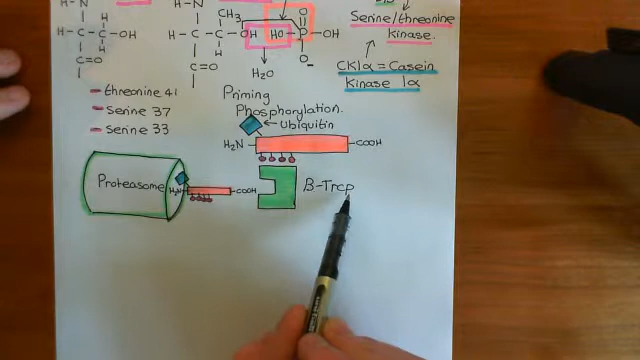 H-N
H
H-C-C-OH
H
C=O
H-N
CH₃
H-C-C-OH
H
C=O
HO-P-OH
O
O
-
H₂O
Serine/threonine
Kinase.
CK1α = Casein
Kinase 1α
threonine 41
Serine 37
Serine 33
Priming
Phosphorylation.
Ubiquitin
H₂N
COOH
Proteasome
H₂N
COOH
B-Trcp